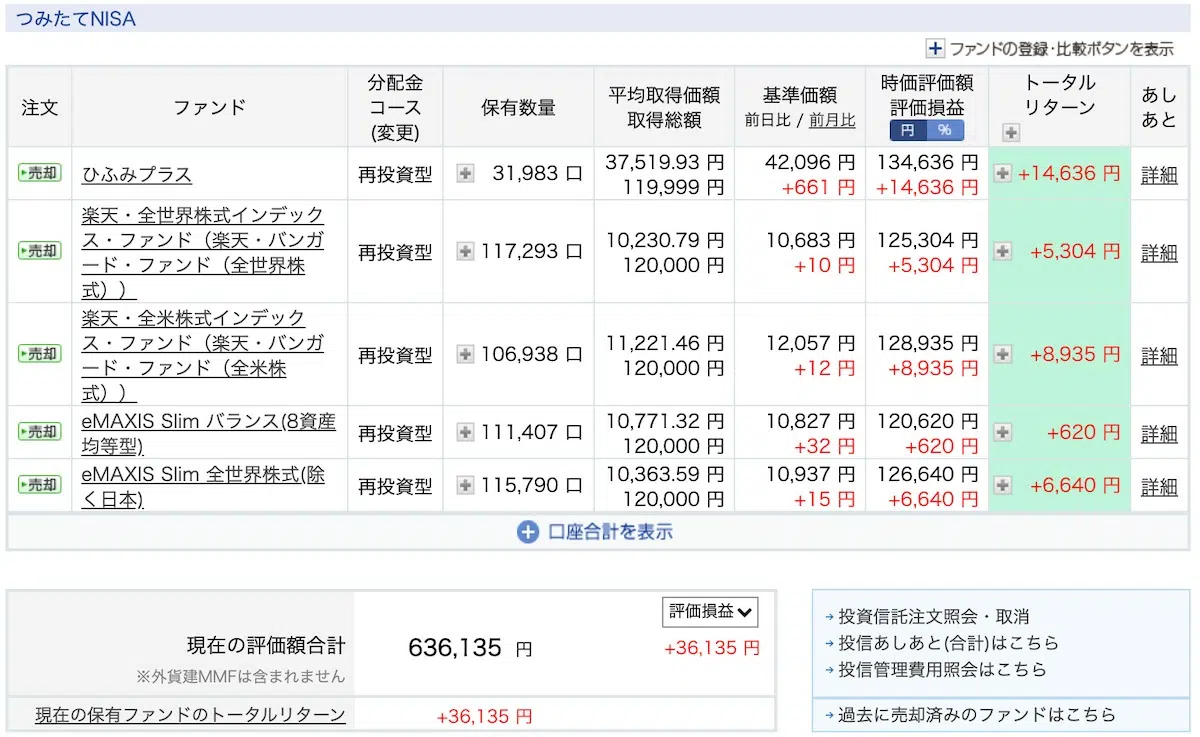 つみたてNISA
ファンドの登録・比較ボタンを表示
注文 ファンド 分配金 コース (変更) 保有数量 平均取得価額 取得総額 基準価額 前日比 / 前月比 時価評価額 評価損益 円 % トータル リターン あし あと
売却 ひふみプラス 再投資型 31,983 口 37,519.93 円 42,096 円 134,636 円 +14,636 円 詳細
119,999 円 +661 円 +14,636 円
売却 楽天・全世界株式インデック
ス・ファンド（楽天・バンガ
ード・ファンド（全世界株
式）） 再投資型 117,293 口 10,230.79 円 10,683 円 125,304 円 +5,304 円 詳細
120,000 円 +10 円 +5,304 円
売却 楽天・全米株式インデック
ス・ファンド（楽天・バンガ
ード・ファンド（全米株
式）） 再投資型 106,938 口 11,221.46 円 12,057 円 128,935 円 +8,935 円 詳細
120,000 円 +12 円 +8,935 円
売却 eMAXIS Slim バランス(8資産
均等型) 再投資型 111,407 口 10,771.32 円 10,827 円 120,620 円 +620 円 詳細
120,000 円 +32 円 +620 円
売却 eMAXIS Slim 全世界株式(除
く日本) 再投資型 115,790 口 10,363.59 円 10,937 円 126,640 円 +6,640 円 詳細
120,000 円 +15 円 +6,640 円
口座合計を表示
評価損益
現在の評価額合計 636,135 円 +36,135 円
※外貨建MMFは含まれません
現在の保有ファンドのトータルリターン +36,135 円
投資信託注文照会・取消
投信あしあと(合計)はこちら
投信管理費用照会はこちら
過去に売却済みのファンドはこちら